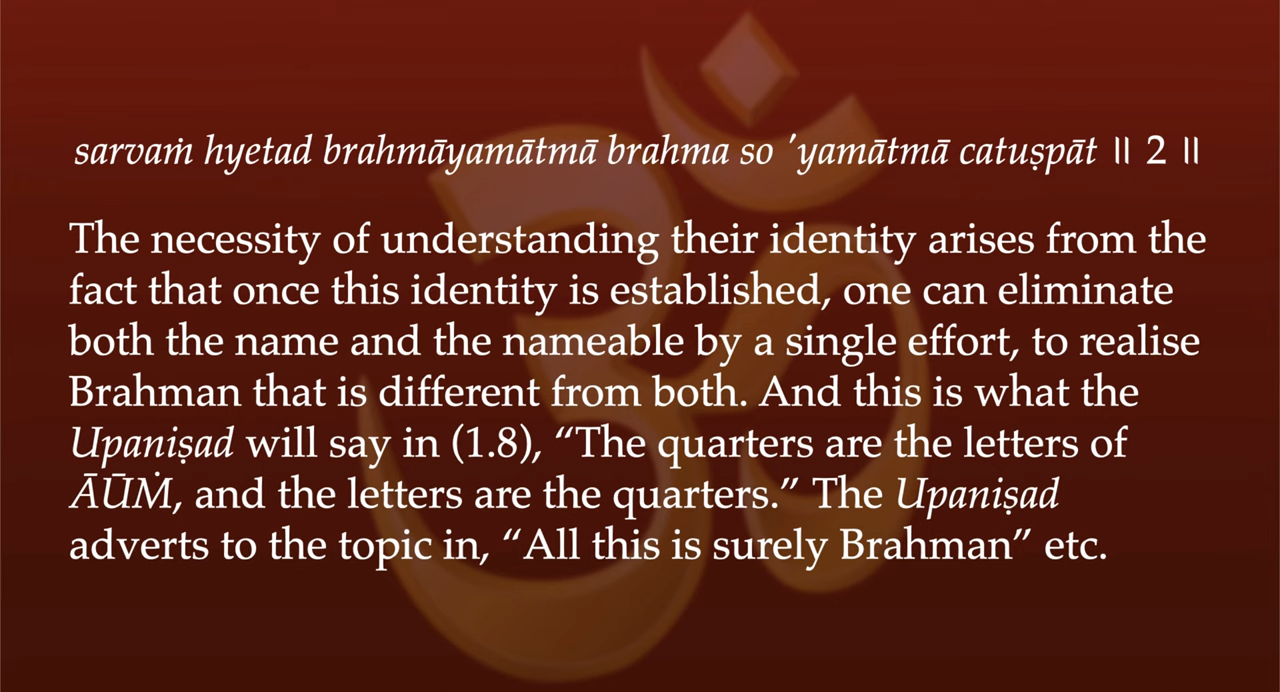 sarvaṁ hyetad brahmāyamātmā brahma so 'yamātmā catuṣpāt ॥ 2 ॥
The necessity of understanding their identity arises from the
fact that once this identity is established, one can eliminate
both the name and the nameable by a single effort, to realise
Brahman that is different from both. And this is what the
Upaniṣad will say in (1.8), “The quarters are the letters of
ĀŪṀ, and the letters are the quarters.” The Upaniṣad
adverts to the topic in, “All this is surely Brahman” etc.